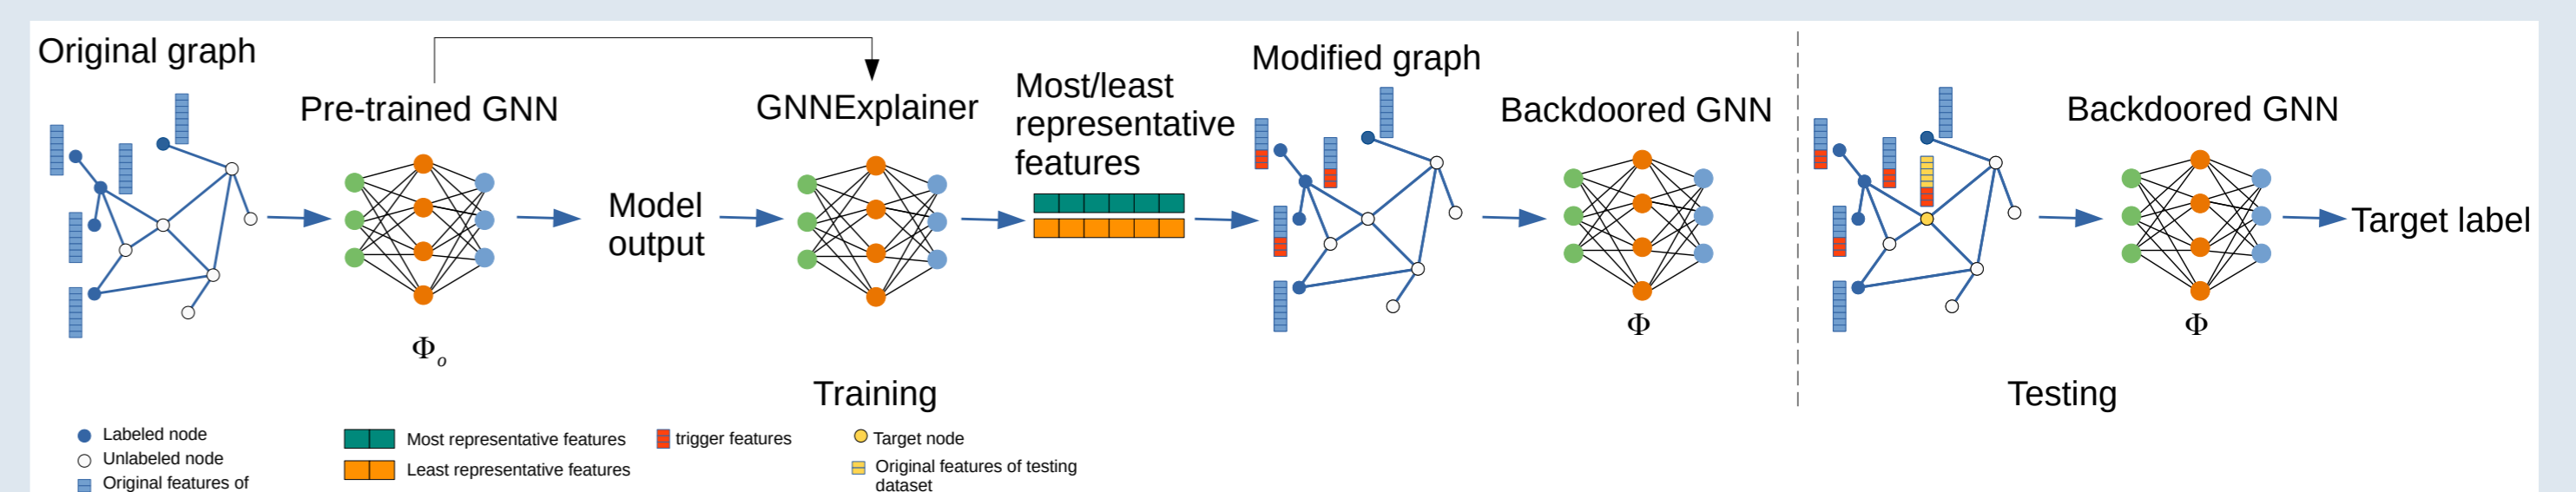 Original graph
Pre-trained GNN
Φo
Model
output
GNNExplainer
Most/least
representative
features
Modified graph
Backdoored GNN
Φ
Backdoored GNN
Φ
Target label
Training
Testing
Labeled node
Unlabeled node
Original features of
Most representative features
Least representative features
trigger features
Target node
Original features of testing
dataset